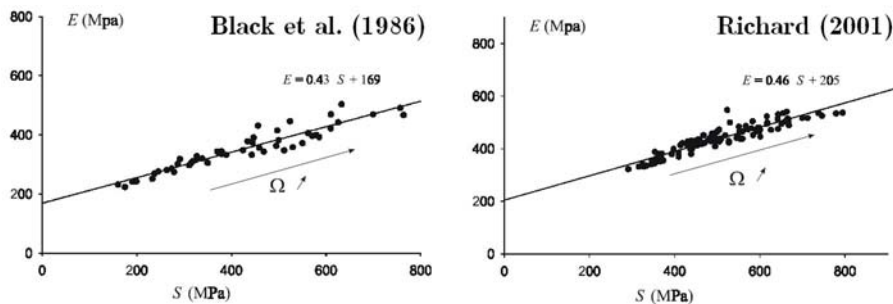 Black et al. (1986)
E (Mpa)
800
600
400
200
0
E = 0.43 S + 169
Ω ↗
0 200 400 600 800
S (MPa)
Richard (2001)
E (Mpa)
800
600
400
200
0
E = 0.46 S + 205
Ω ↗
0 200 400 600 800
S (MPa)